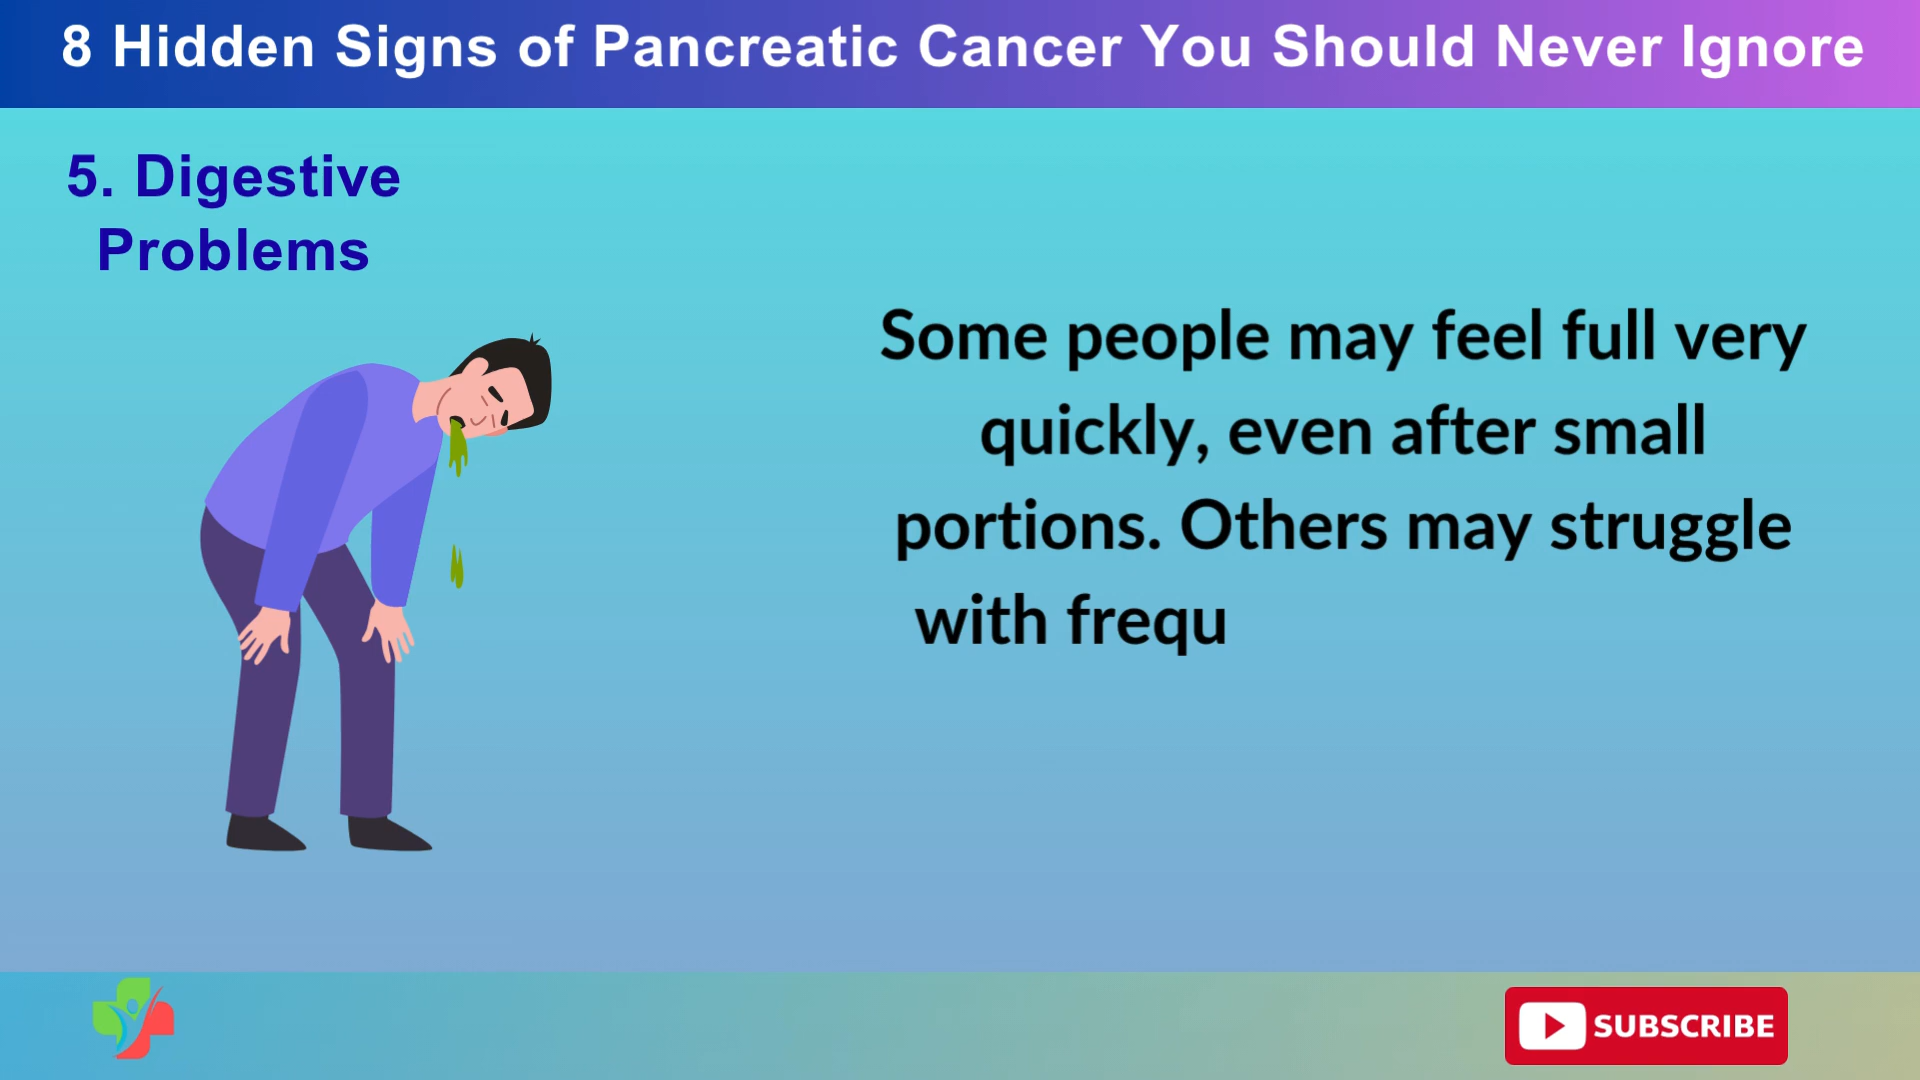 8 Hidden Signs of Pancreatic Cancer You Should Never Ignore
5. Digestive
Problems
Some people may feel full very
quickly, even after small
portions. Others may struggle
with frequ
SUBSCRIBE